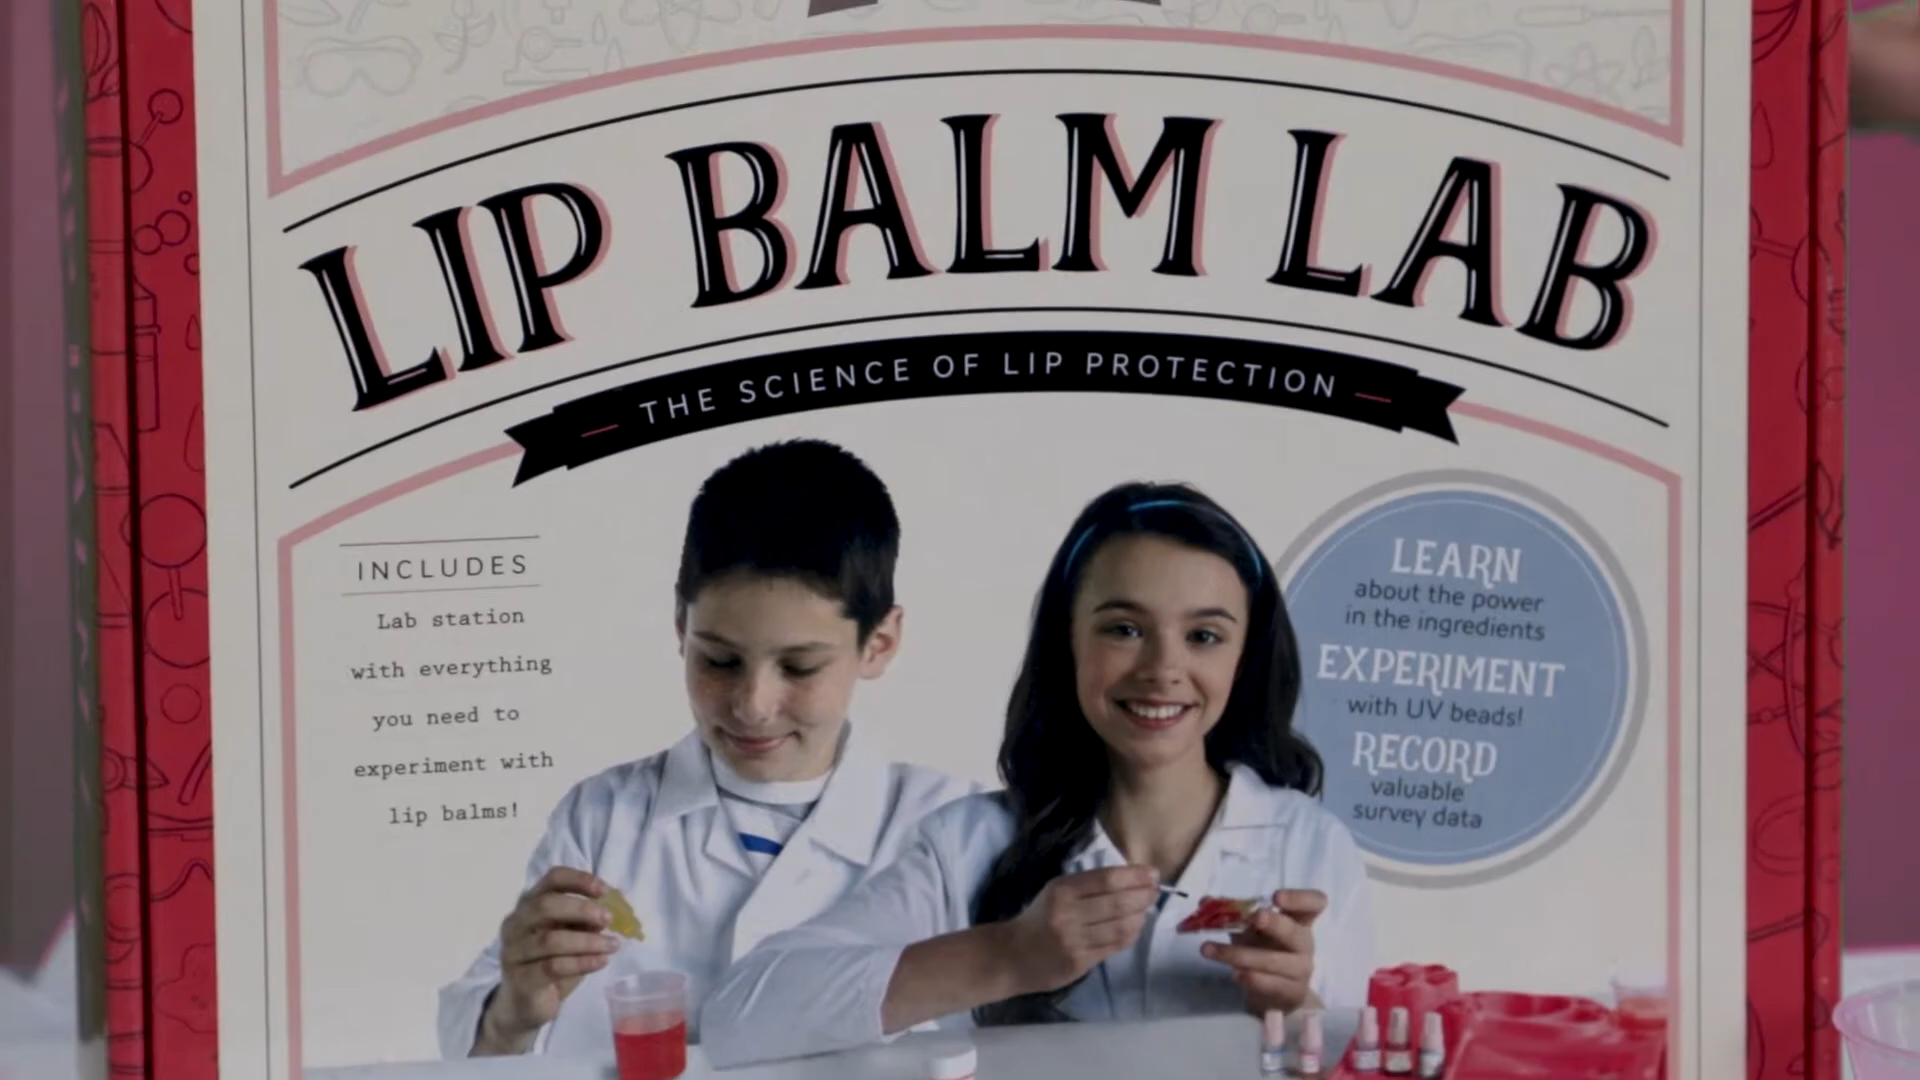 LIP BALM LAB
THE SCIENCE OF LIP PROTECTION
INCLUDES
Lab station
with everything
you need to
experiment with
lip balms!
LEARN
about the power
in the ingredients
EXPERIMENT
with UV beads!
RECORD
valuable
survey data